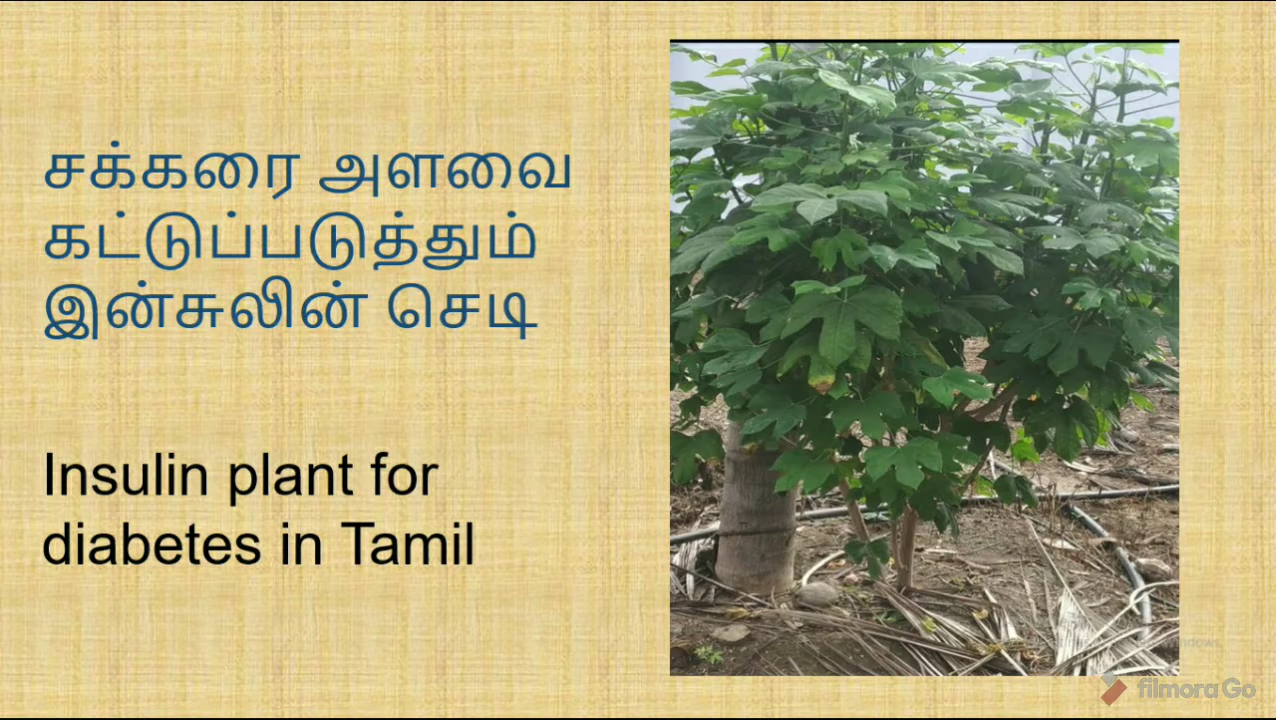 சக்கரை அளவை
கட்டுப்படுத்தும்
இன்சுலின் செடி
Insulin plant for
diabetes in Tamil
filmora Go